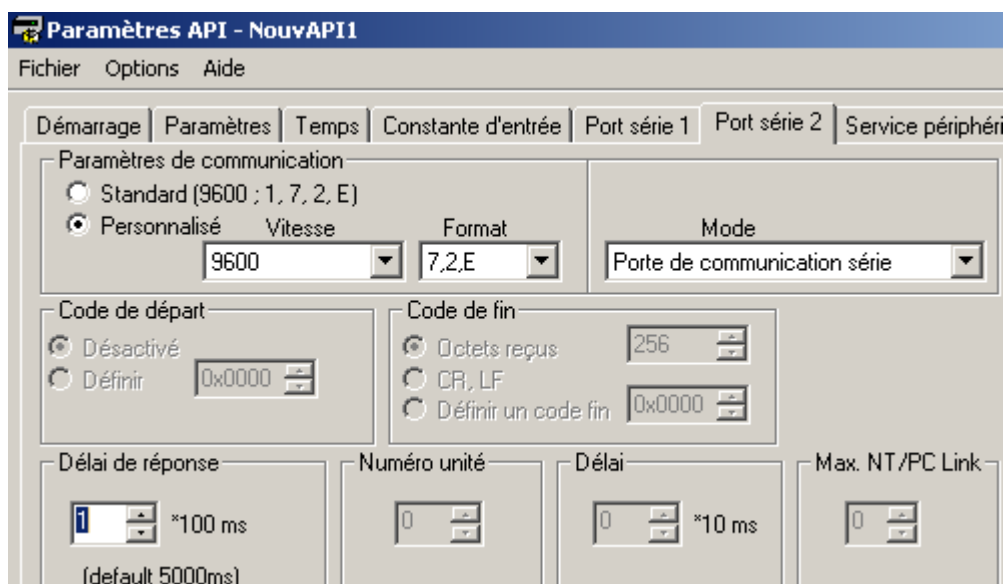 Paramètres API - NouvAPI1
Fichier Options Aide
Démarrage Paramètres Temps Constante d'entrée Port série 1 Port série 2 Service périphéri
Paramètres de communication
Standard (9600 ; 1, 7, 2, E)
Personnalisé Vitesse Format Mode
9600 7,2,E Porte de communication série
Code de départ Code de fin
Désactivé Octets reçus 256
Définir 0x0000 CR, LF
Définir un code fin 0x0000
Délai de réponse Numéro unité Délai Max. NT/PC Link
1 *100 ms 0 0 *10 ms 0
(default 5000ms)